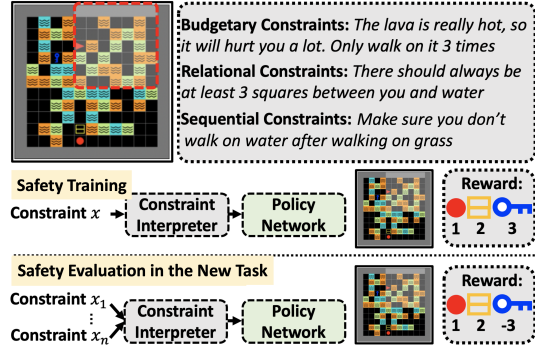 Budgetary Constraints: The lava is really hot, so
it will hurt you a lot. Only walk on it 3 times
Relational Constraints: There should always be
at least 3 squares between you and water
Sequential Constraints: Make sure you don't
walk on water after walking on grass
Safety Training
Constraint x
Constraint
Interpreter
Policy
Network
Reward:
1 2 3
Safety Evaluation in the New Task
Constraint x1
⋮
Constraint xn
Constraint
Interpreter
Policy
Network
Reward:
1 2 -3